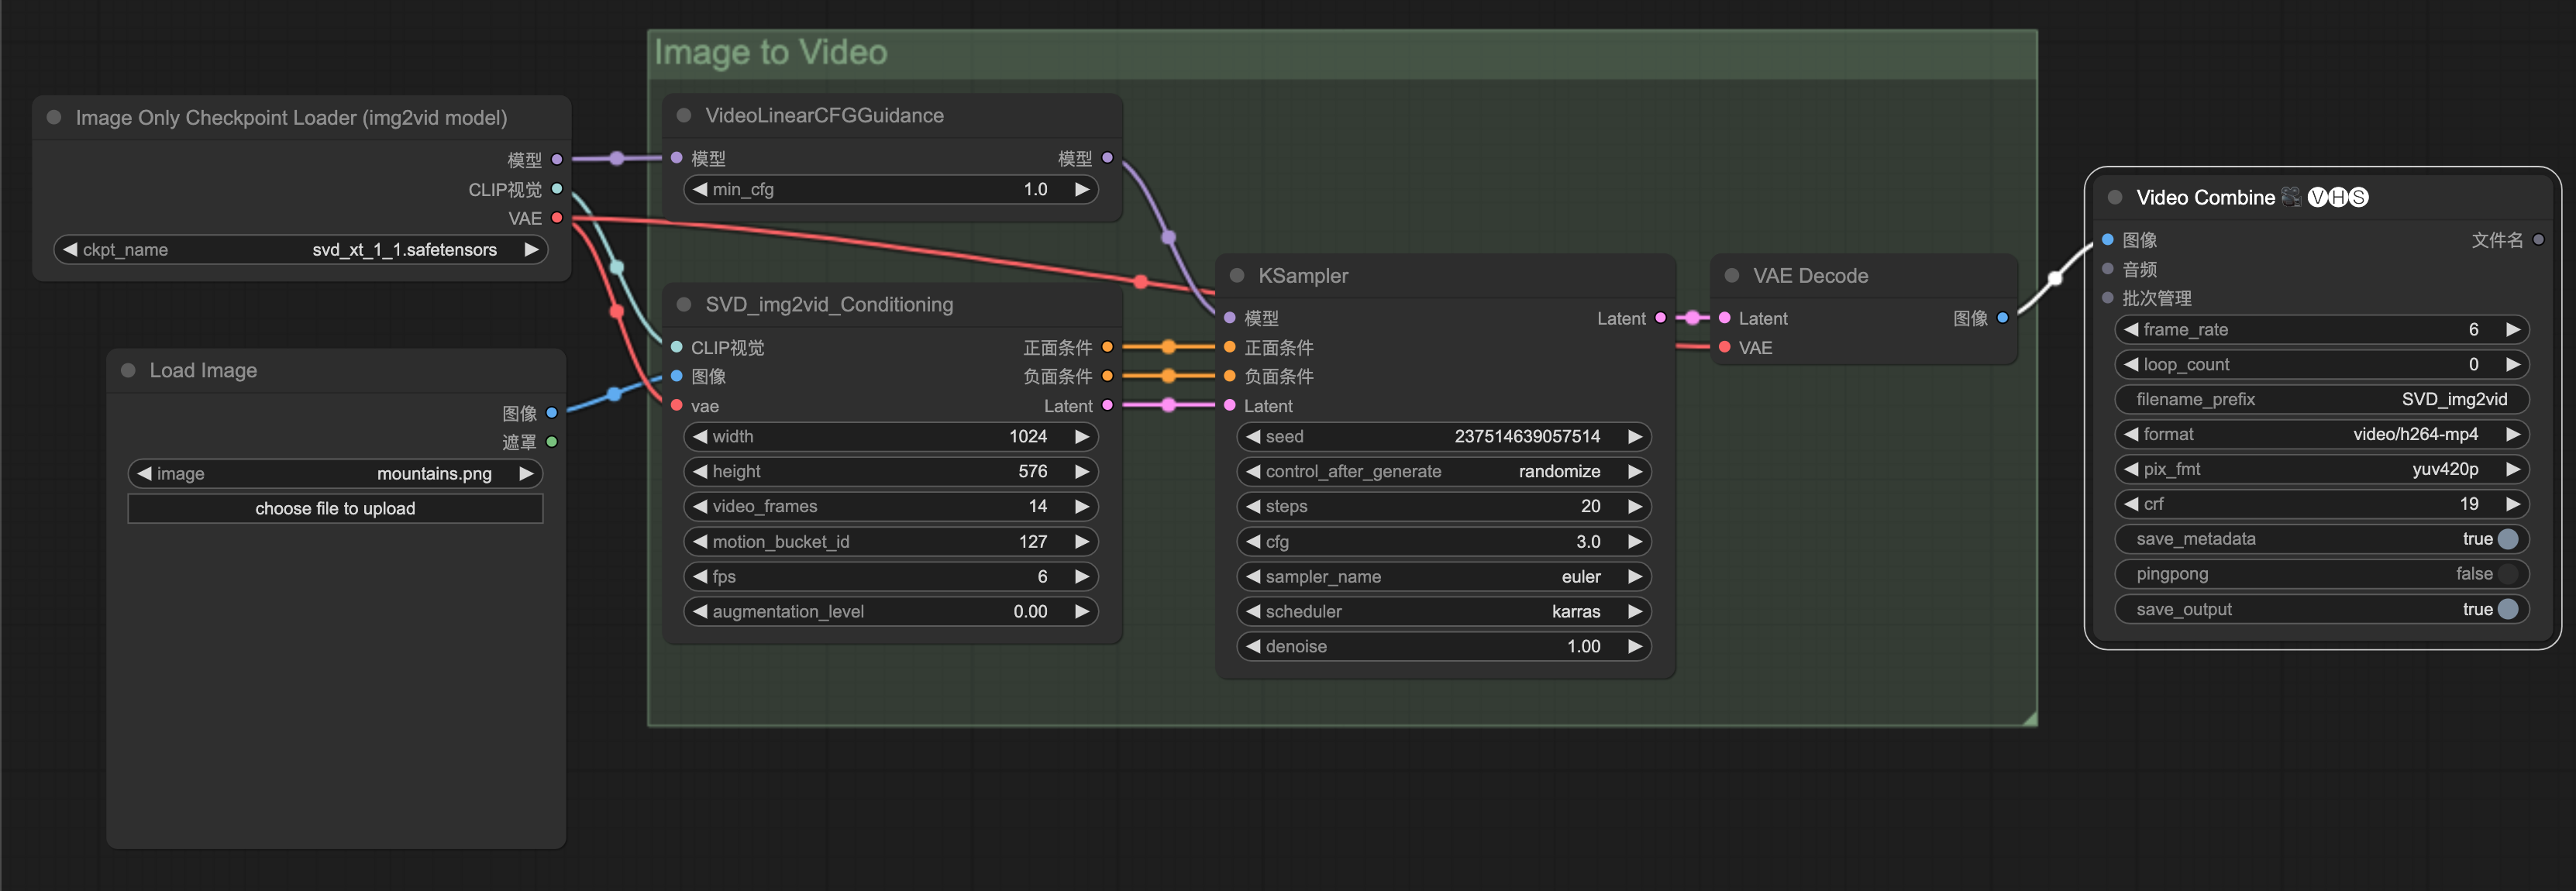 Image to Video
Image Only Checkpoint Loader (img2vid model)
模型
CLIP视觉
VAE
ckpt_name svd_xt_1_1.safetensors
Load Image
图像
遮罩
image mountains.png
choose file to upload
VideoLinearCFGGuidance
模型 模型
min_cfg 1.0
SVD_img2vid_Conditioning
CLIP视觉 正面条件
图像 负面条件
vae Latent
width 1024
height 576
video_frames 14
motion_bucket_id 127
fps 6
augmentation_level 0.00
KSampler
模型 Latent
正面条件
负面条件
Latent
seed 237514639057514
control_after_generate randomize
steps 20
cfg 3.0
sampler_name euler
scheduler karras
denoise 1.00
VAE Decode
Latent 图像
VAE
Video Combine 🎥🅥🅗🅢
图像 文件名
音频
批次管理
frame_rate 6
loop_count 0
filename_prefix SVD_img2vid
format video/h264-mp4
pix_fmt yuv420p
crf 19
save_metadata true
pingpong false
save_output true